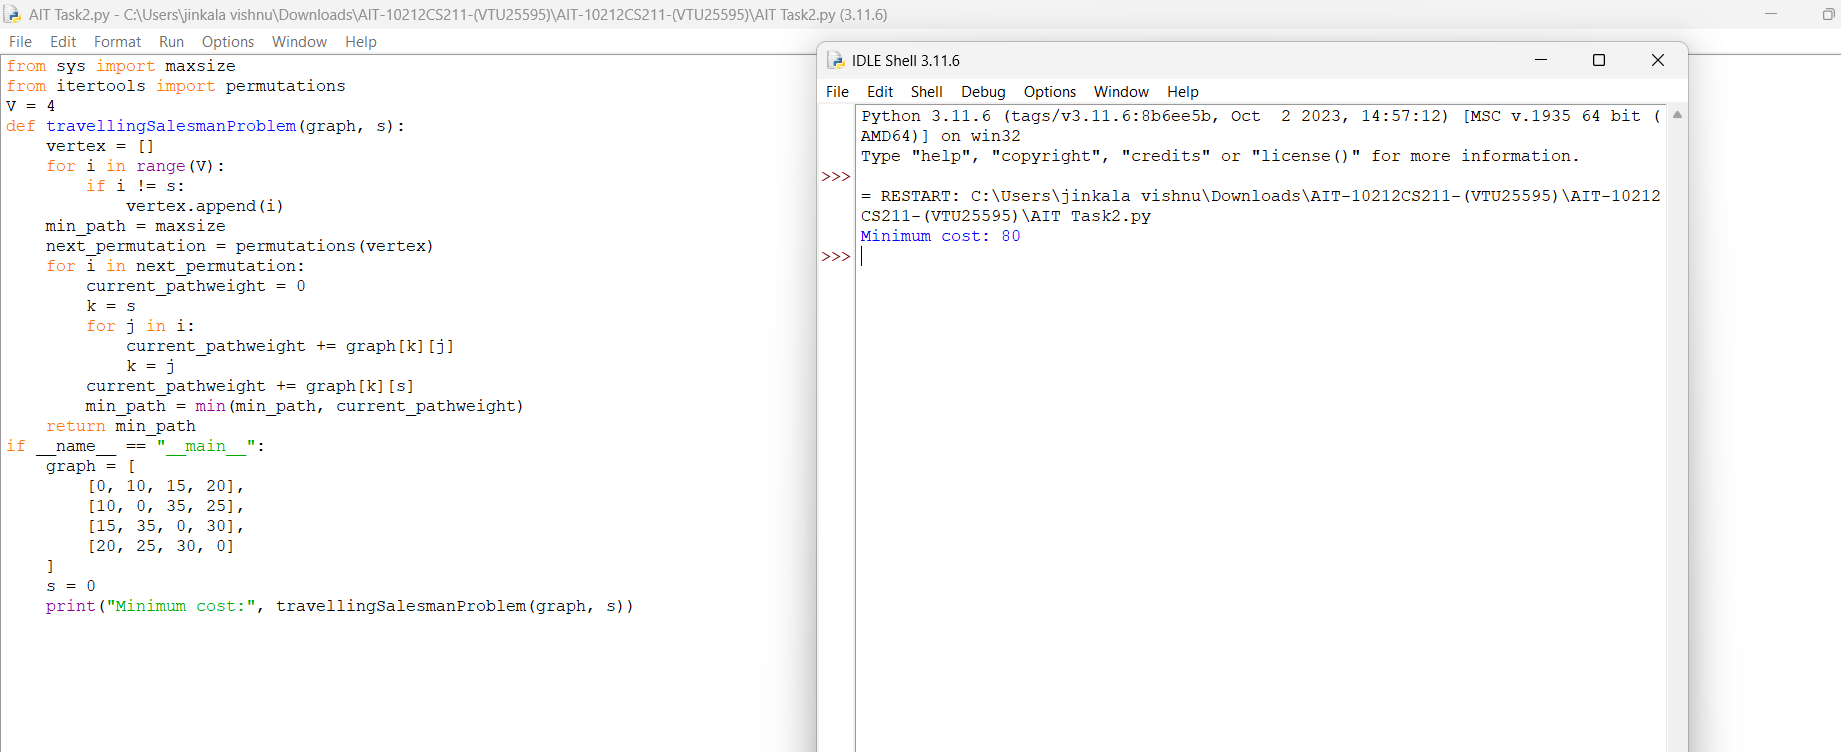 AIT Task2.py - C:\Users\jinkala vishnu\Downloads\AIT-10212CS211-(VTU25595)\AIT-10212CS211-(VTU25595)\AIT Task2.py (3.11.6)
File Edit Format Run Options Window Help
from sys import maxsize
from itertools import permutations
V = 4
def travellingSalesmanProblem(graph, s):
    vertex = []
    for i in range(V):
        if i != s:
            vertex.append(i)
    min_path = maxsize
    next_permutation = permutations(vertex)
    for i in next_permutation:
        current_pathweight = 0
        k = s
        for j in i:
            current_pathweight += graph[k][j]
            k = j
        current_pathweight += graph[k][s]
        min_path = min(min_path, current_pathweight)
    return min_path
if __name__ == "__main__":
    graph = [
        [0, 10, 15, 20],
        [10, 0, 35, 25],
        [15, 35, 0, 30],
        [20, 25, 30, 0]
    ]
    s = 0
    print("Minimum cost:", travellingSalesmanProblem(graph, s))
IDLE Shell 3.11.6
File Edit Shell Debug Options Window Help
Python 3.11.6 (tags/v3.11.6:8b6ee5b, Oct  2 2023, 14:57:12) [MSC v.1935 64 bit (
AMD64)] on win32
Type "help", "copyright", "credits" or "license()" for more information.
>>>
= RESTART: C:\Users\jinkala vishnu\Downloads\AIT-10212CS211-(VTU25595)\AIT-10212
CS211-(VTU25595)\AIT Task2.py
Minimum cost: 80
>>>